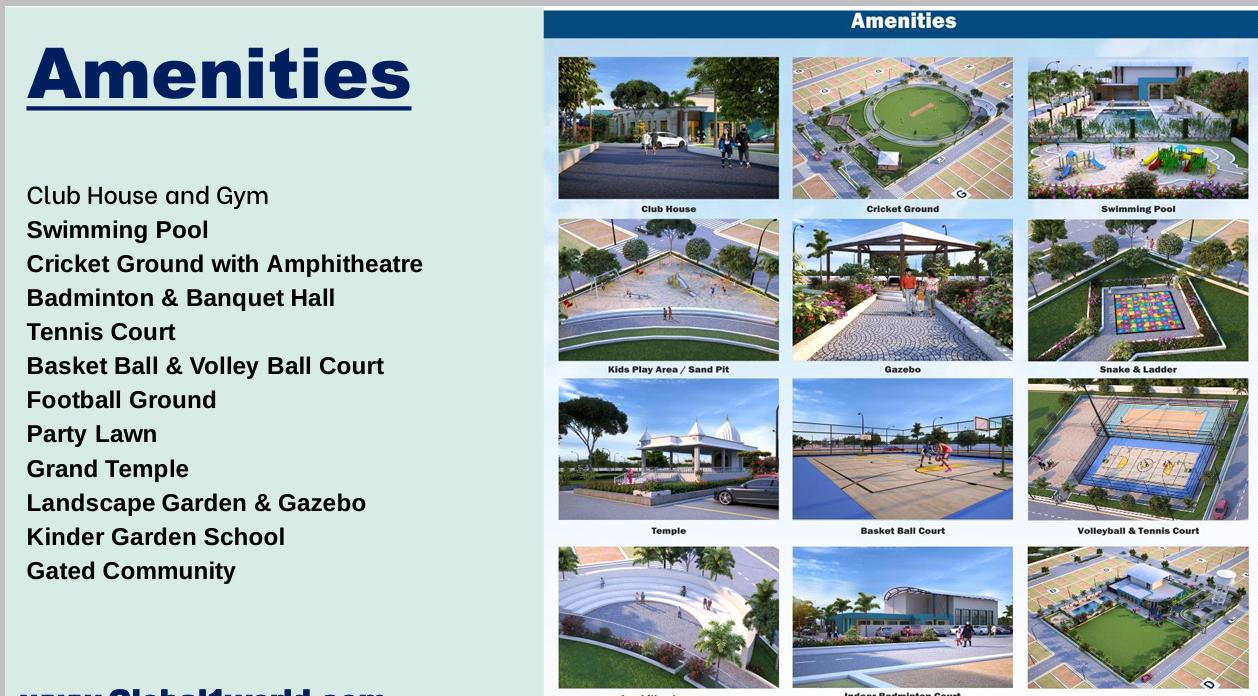 Amenities
Club House and Gym
Swimming Pool
Cricket Ground with Amphitheatre
Badminton & Banquet Hall
Tennis Court
Basket Ball & Volley Ball Court
Football Ground
Party Lawn
Grand Temple
Landscape Garden & Gazebo
Kinder Garden School
Gated Community
www.Global1world.com
Amenities
Club House
Cricket Ground
Swimming Pool
Kids Play Area / Sand Pit
Gazebo
Snake & Ladder
Temple
Basket Ball Court
Volleyball & Tennis Court
Indoor Badminton Court